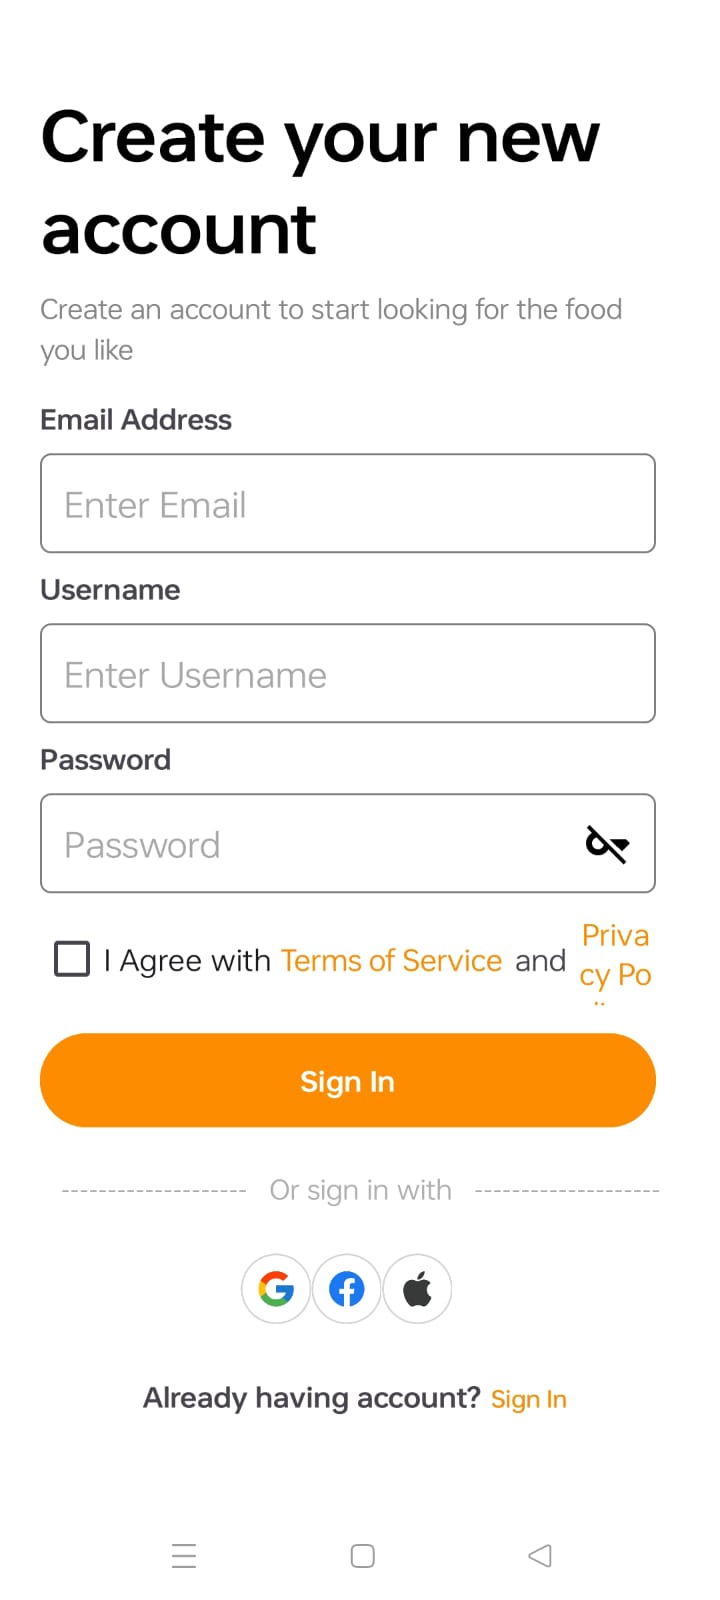 Create your new
account
Create an account to start looking for the food
you like
Email Address
Enter Email
Username
Enter Username
Password
Password
I Agree with Terms of Service and Priva
cy Po
Sign In
-------------------- Or sign in with --------------------
Already having account? Sign In